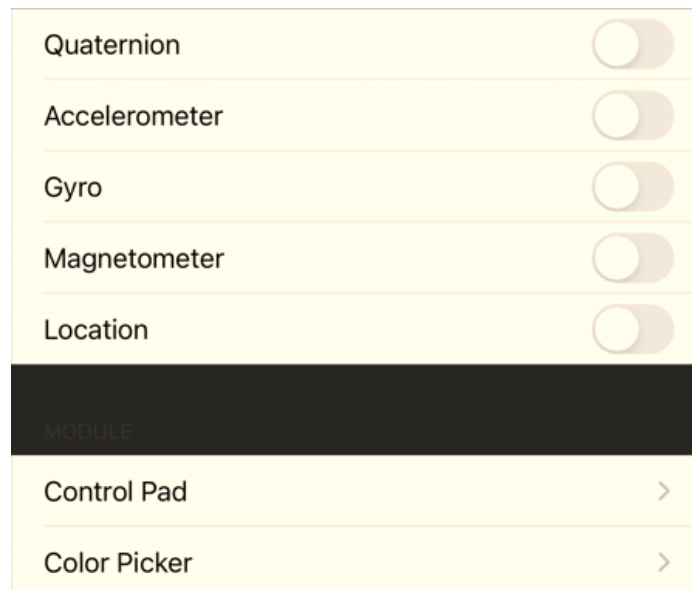 Quaternion
Accelerometer
Gyro
Magnetometer
Location
MODULE
Control Pad
Color Picker